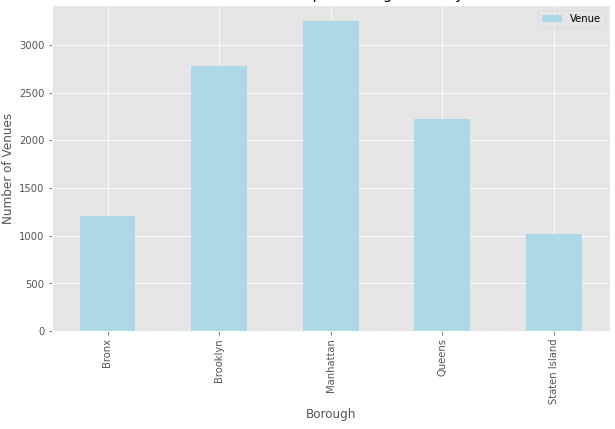 Venue
3000
2500
2000
1500
1000
500
0
Number of Venues
Bronx
Brooklyn
Manhattan
Queens
Staten Island
Borough